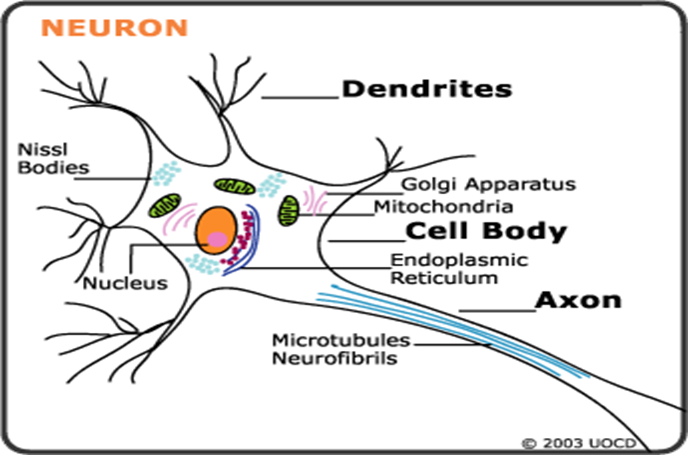 NEURON
Dendrites
Nissl
Bodies
Golgi Apparatus
Mitochondria
Cell Body
Endoplasmic
Reticulum
Nucleus
Axon
Microtubules
Neurofibrils
© 2003 UOCD